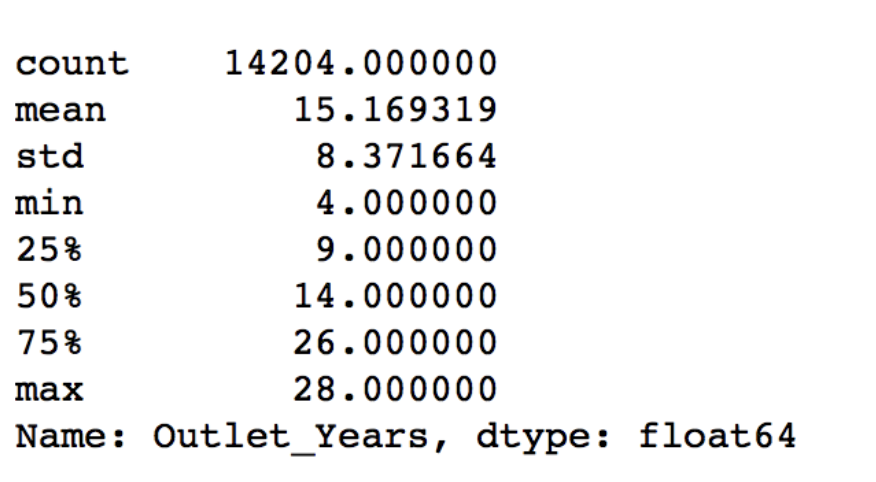 count    14204.000000
mean        15.169319
std          8.371664
min          4.000000
25%          9.000000
50%         14.000000
75%         26.000000
max         28.000000
Name: Outlet_Years, dtype: float64